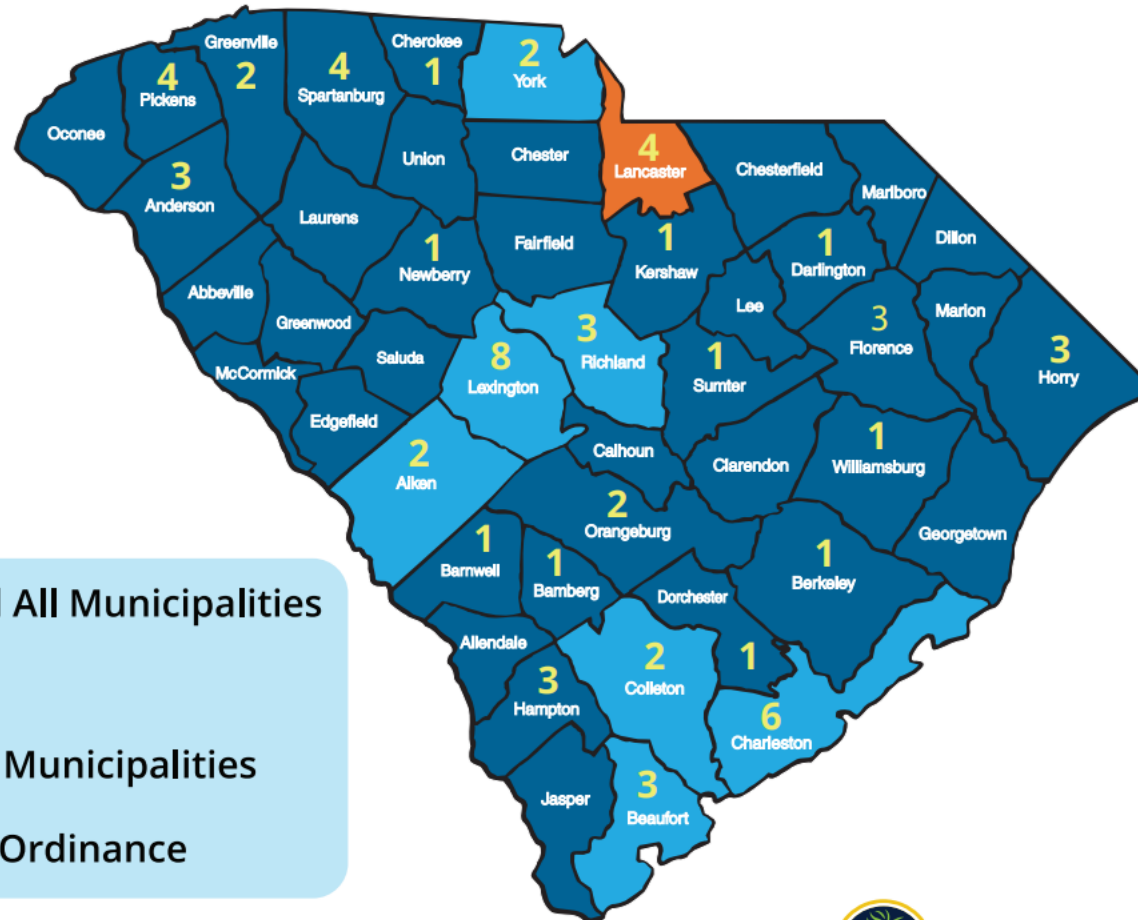 Greenville
2
Cherokee
1
2
York
4
Pickens
4
Spartanburg
Oconee
Union
Chester
4
Lancaster
Chesterfield
Marlboro
3
Anderson
Laurens
1
Newberry
Fairfield
1
Kershaw
1
Darlington
Dillon
Abbeville
Greenwood
Lee
Marion
3
Florence
Saluda
8
Lexington
3
Richland
1
Sumter
3
Horry
McCormick
Edgefield
2
Aiken
Calhoun
Clarendon
1
Williamsburg
2
Orangeburg
Georgetown
1
Barnwell
1
Bamberg
Dorchester
1
1
Berkeley
All Municipalities
Allendale
3
Hampton
2
Colleton
6
Charleston
Municipalities
Jasper
3
Beaufort
Ordinance